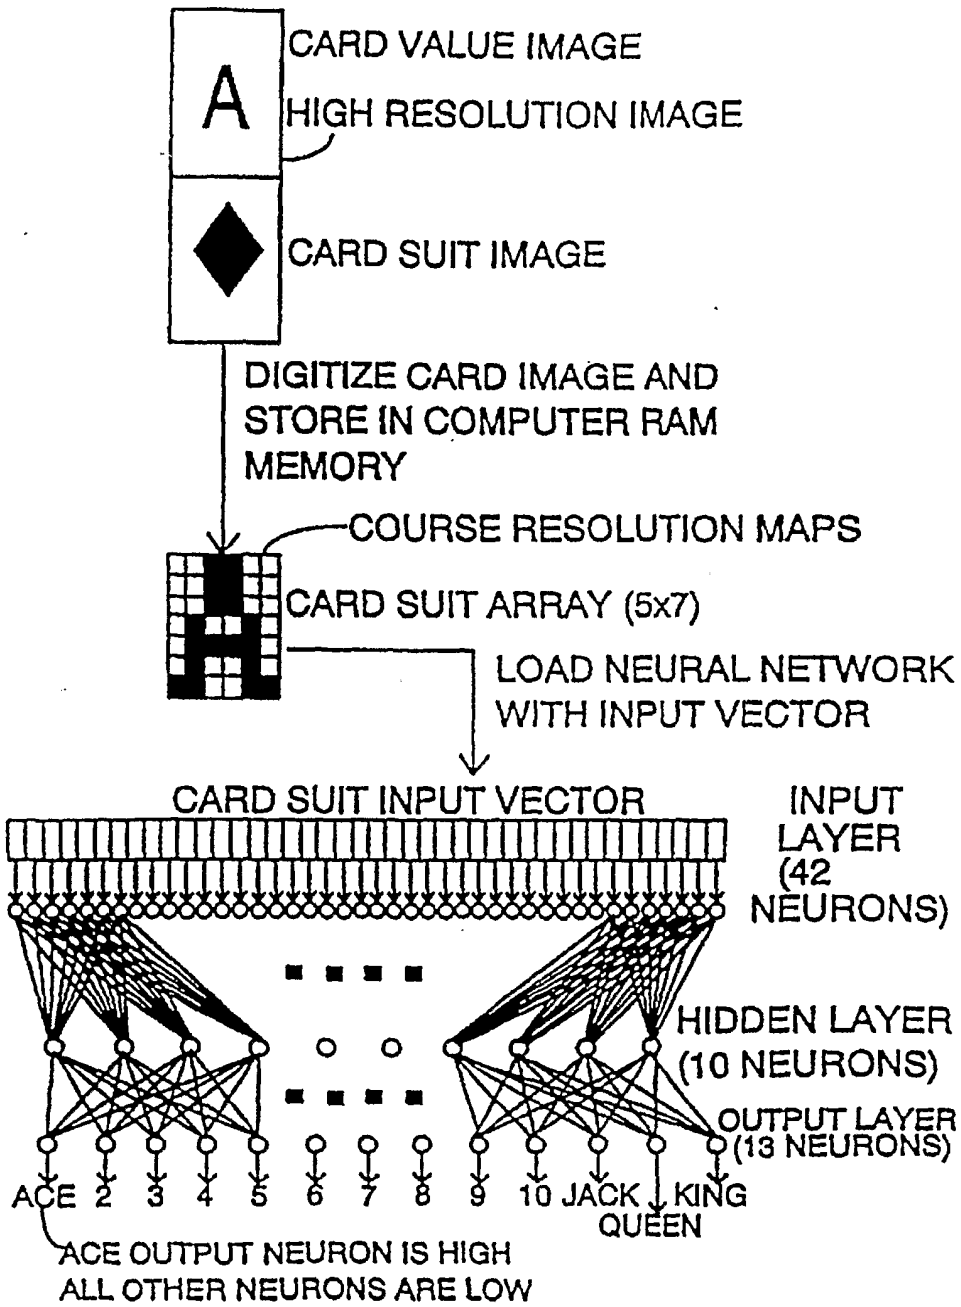 CARD VALUE IMAGE
A
HIGH RESOLUTION IMAGE
CARD SUIT IMAGE
DIGITIZE CARD IMAGE AND
STORE IN COMPUTER RAM
MEMORY
COURSE RESOLUTION MAPS
CARD SUIT ARRAY (5x7)
LOAD NEURAL NETWORK
WITH INPUT VECTOR
CARD SUIT INPUT VECTOR
INPUT
LAYER
(42
NEURONS)
HIDDEN LAYER
(10 NEURONS)
OUTPUT LAYER
(13 NEURONS)
ACE 2 3 4 5 6 7 8 9 10 JACK KING
QUEEN
ACE OUTPUT NEURON IS HIGH
ALL OTHER NEURONS ARE LOW